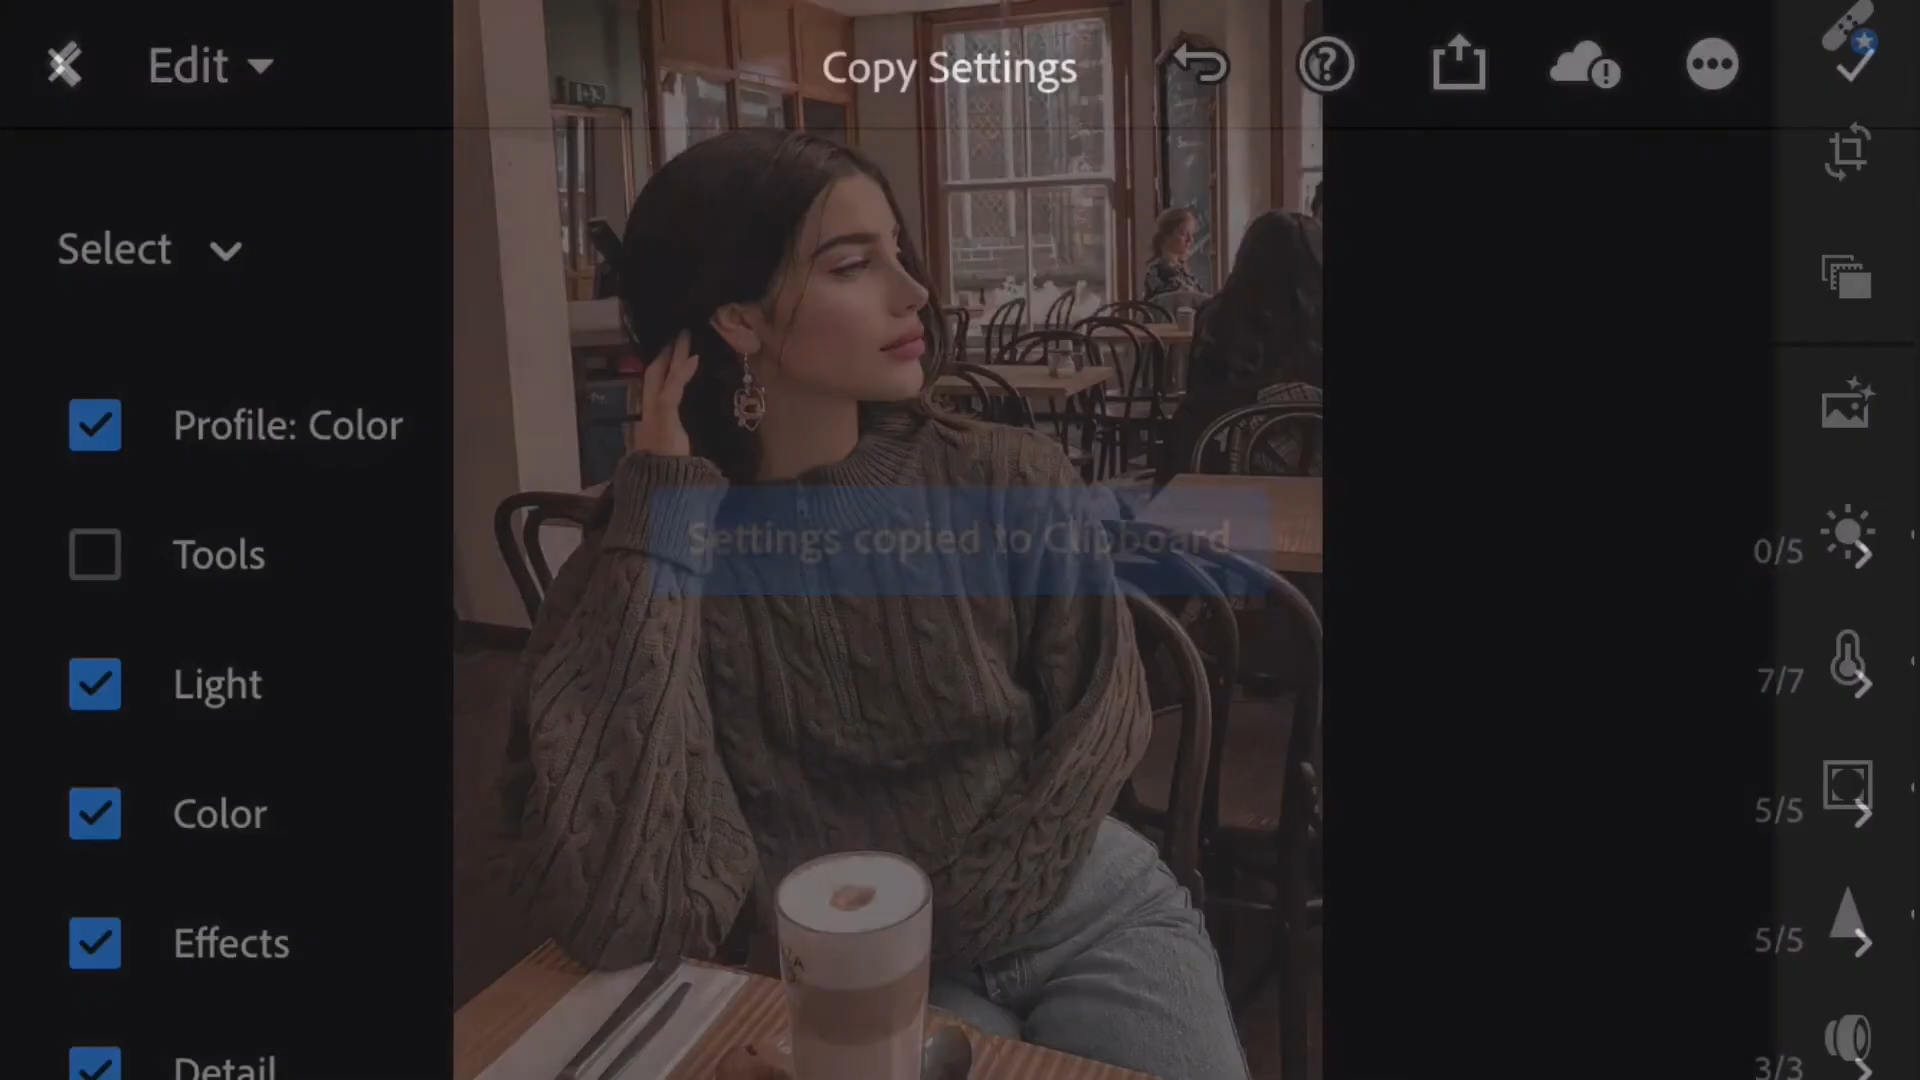 Edit
Copy Settings
Select
Profile: Color
Tools
0/5
Light
7/7
Color
5/5
Effects
5/5
Detail
3/3
Settings copied to Clipboard